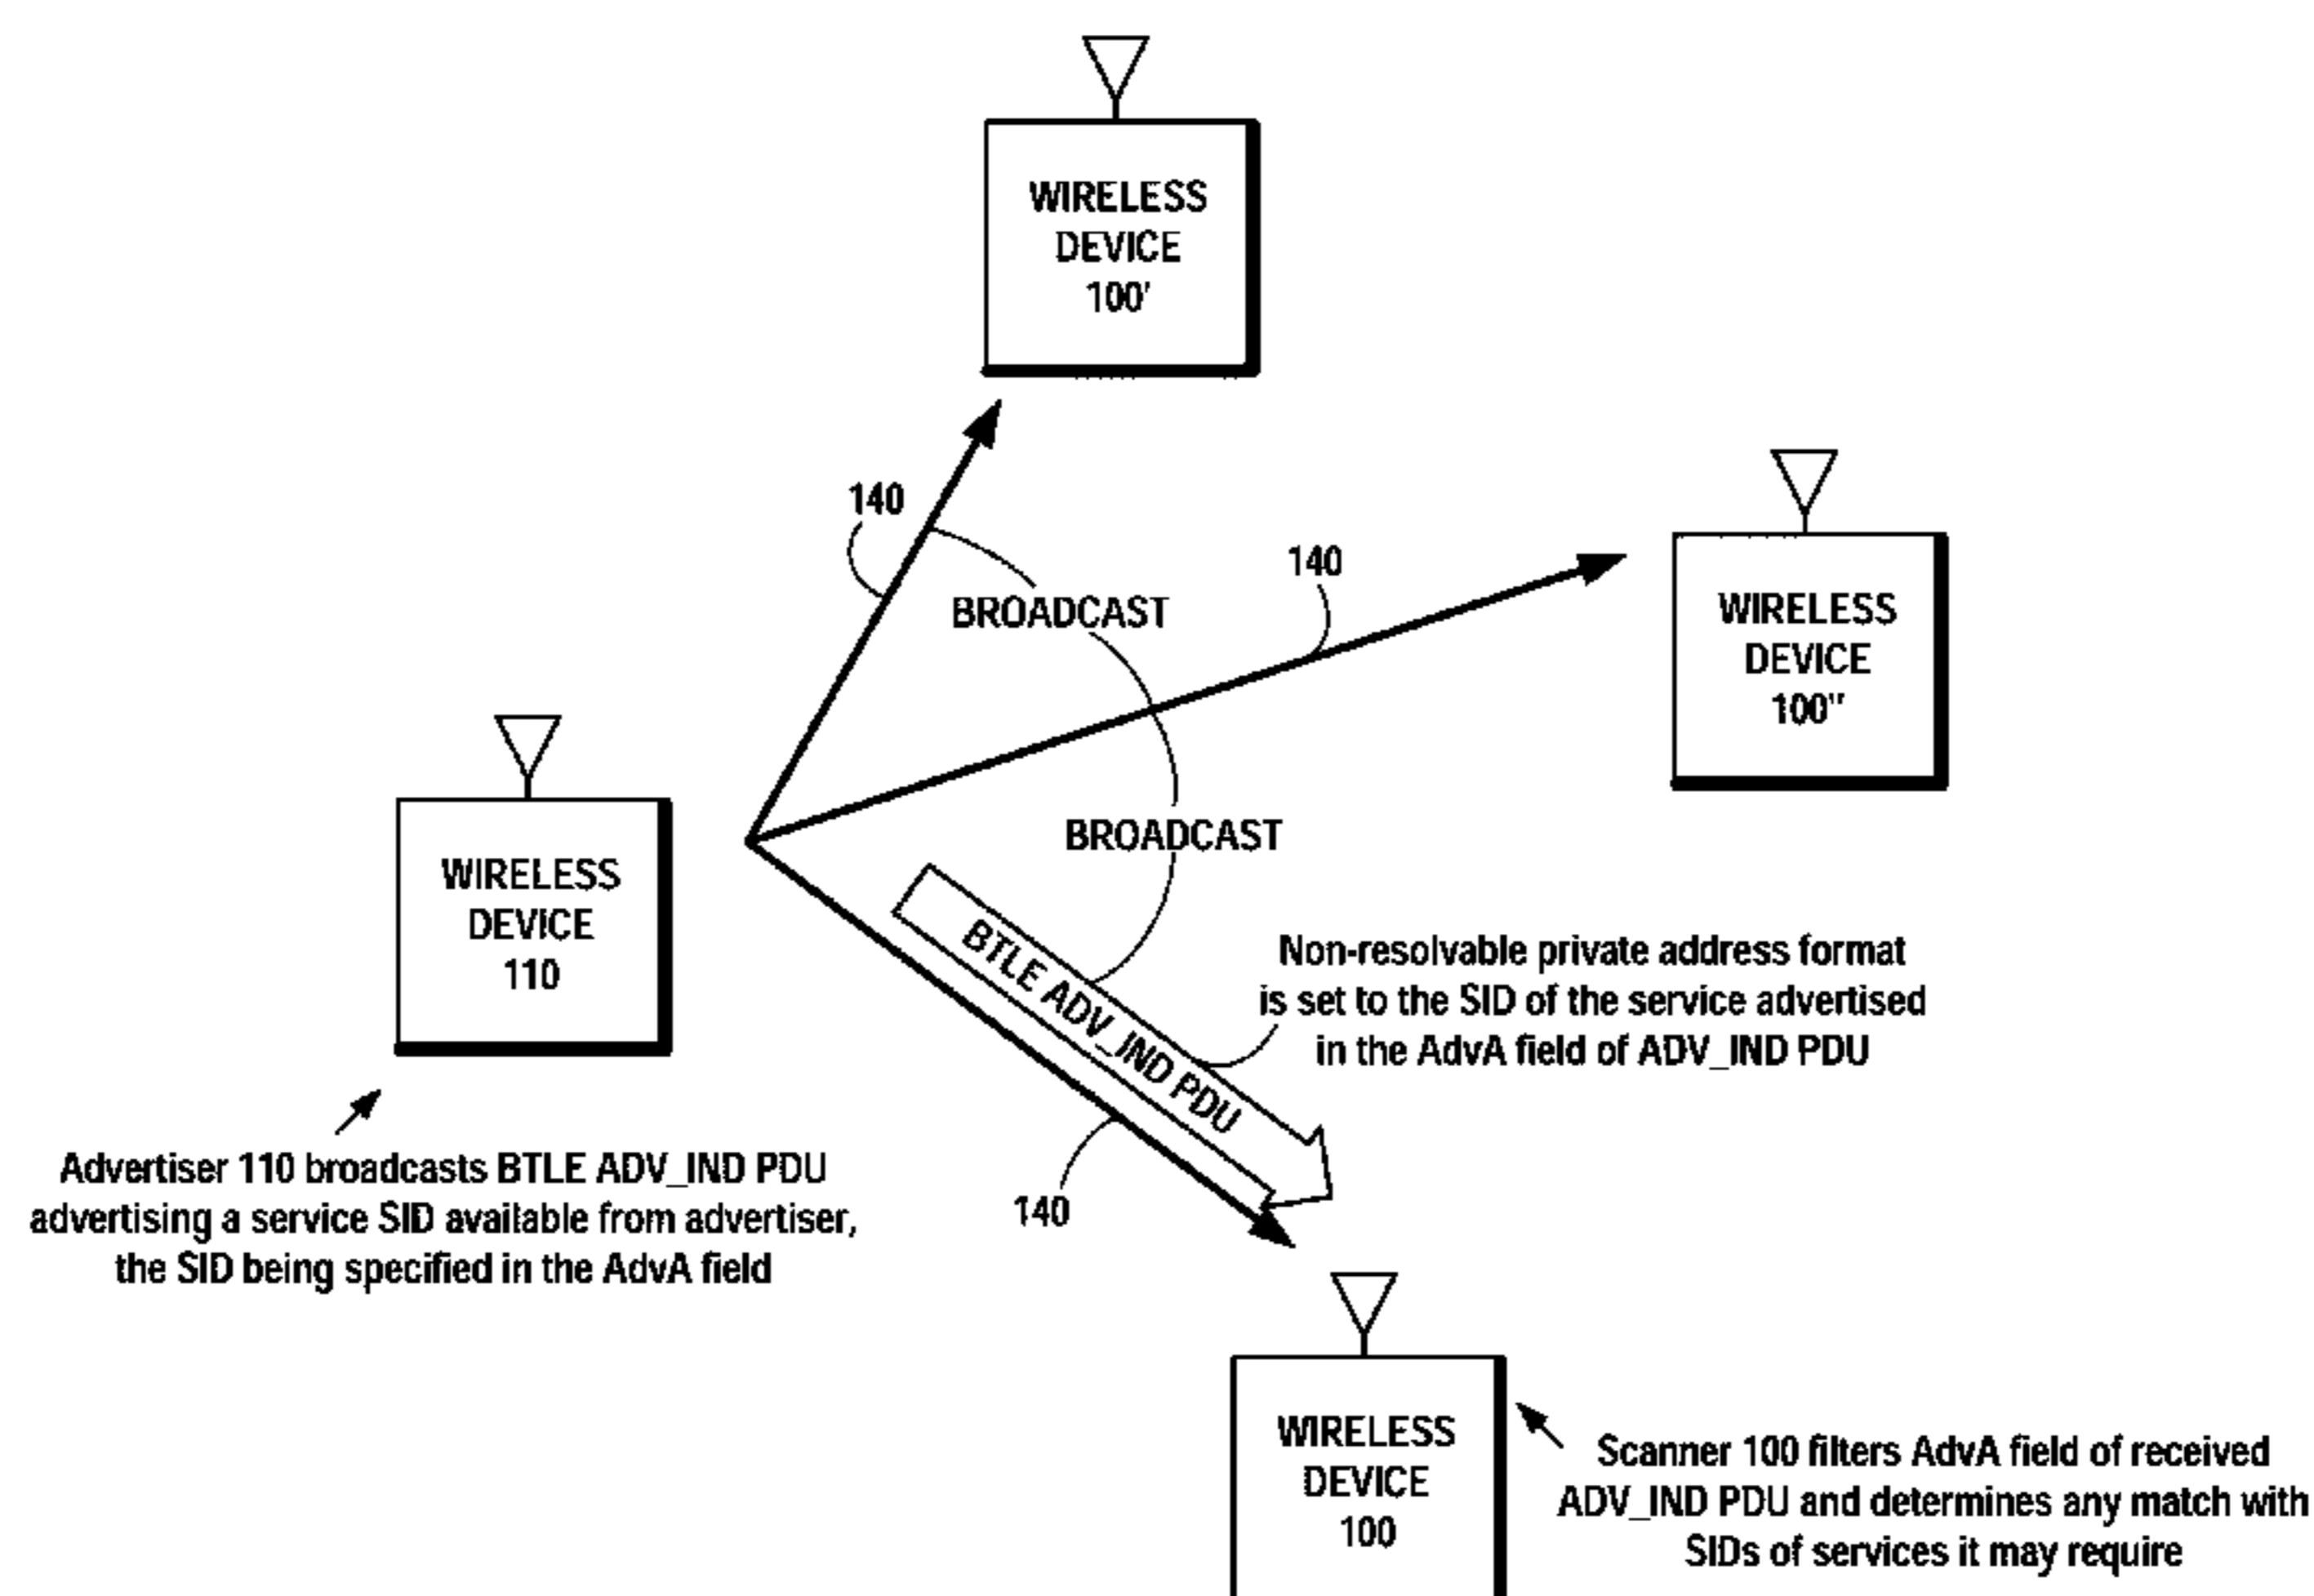 WIRELESS
DEVICE
100'
140
BROADCAST
140
WIRELESS
DEVICE
100"
BROADCAST
WIRELESS
DEVICE
110
BTLE ADV_IND PDU
Non-resolvable private address format
is set to the SID of the service advertised
in the AdvA field of ADV_IND PDU
140
Advertiser 110 broadcasts BTLE ADV_IND PDU
advertising a service SID available from advertiser,
the SID being specified in the AdvA field
WIRELESS
DEVICE
100
Scanner 100 filters AdvA field of received
ADV_IND PDU and determines any match with
SIDs of services it may require